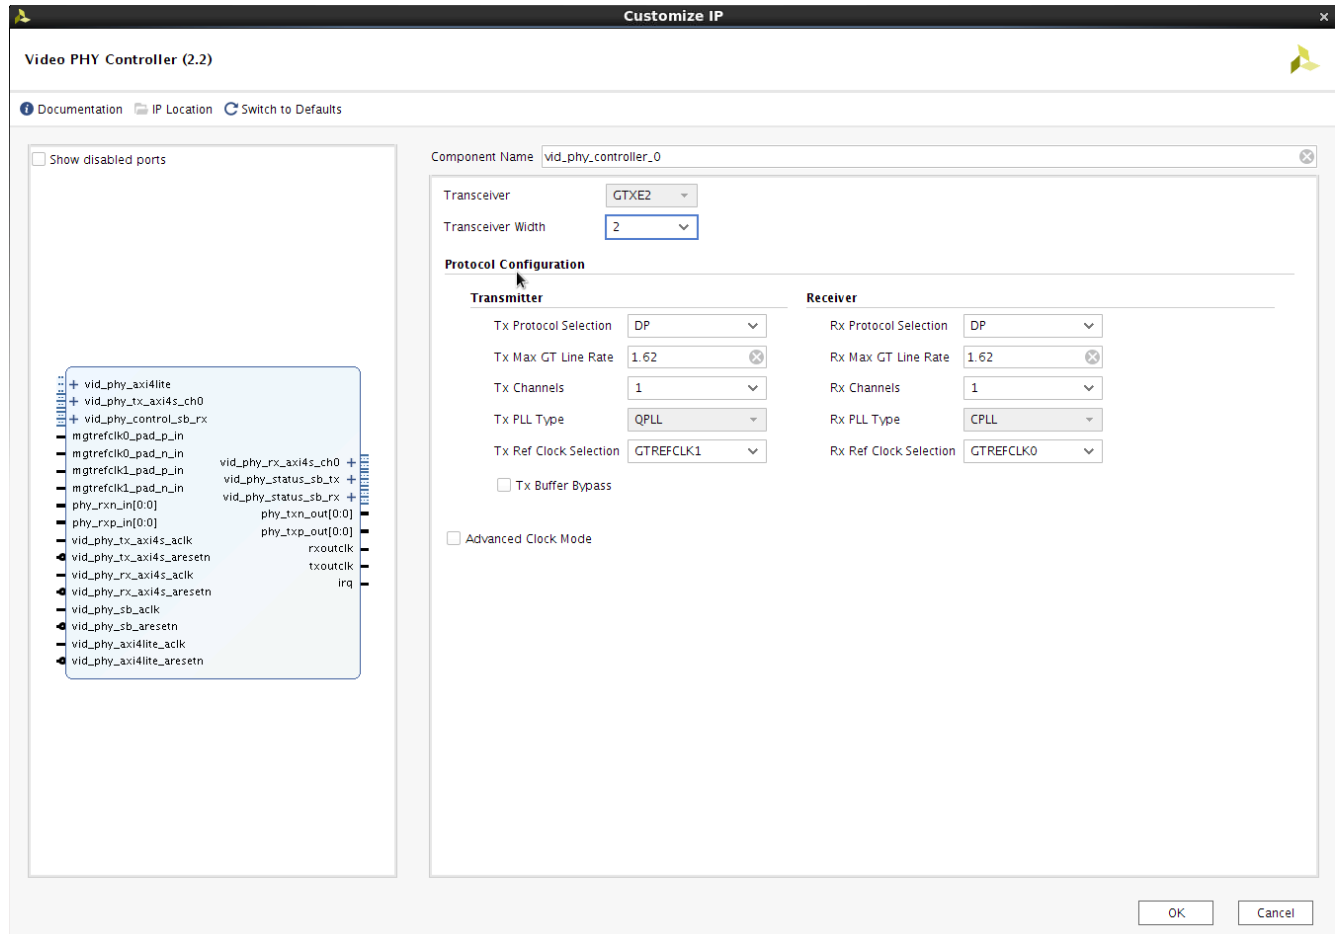 Customize IP
Video PHY Controller (2.2)
Documentation IP Location Switch to Defaults
Show disabled ports
vid_phy_axi4lite
vid_phy_tx_axi4s_ch0
vid_phy_control_sb_rx
mgtrefclk0_pad_p_in
mgtrefclk0_pad_n_in
mgtrefclk1_pad_p_in
mgtrefclk1_pad_n_in
phy_rxn_in[0:0]
phy_rxp_in[0:0]
vid_phy_tx_axi4s_aclk
vid_phy_tx_axi4s_aresetn
vid_phy_rx_axi4s_aclk
vid_phy_rx_axi4s_aresetn
vid_phy_sb_aclk
vid_phy_sb_aresetn
vid_phy_axi4lite_aclk
vid_phy_axi4lite_aresetn
vid_phy_rx_axi4s_ch0
vid_phy_status_sb_tx
vid_phy_status_sb_rx
phy_txn_out[0:0]
phy_txp_out[0:0]
rxoutclk
txoutclk
irq
Component Name vid_phy_controller_0
Transceiver GTXE2
Transceiver Width 2
Protocol Configuration
Transmitter
Tx Protocol Selection DP
Tx Max GT Line Rate 1.62
Tx Channels 1
Tx PLL Type QPLL
Tx Ref Clock Selection GTREFCLK1
Tx Buffer Bypass
Receiver
Rx Protocol Selection DP
Rx Max GT Line Rate 1.62
Rx Channels 1
Rx PLL Type CPLL
Rx Ref Clock Selection GTREFCLK0
Advanced Clock Mode
OK Cancel